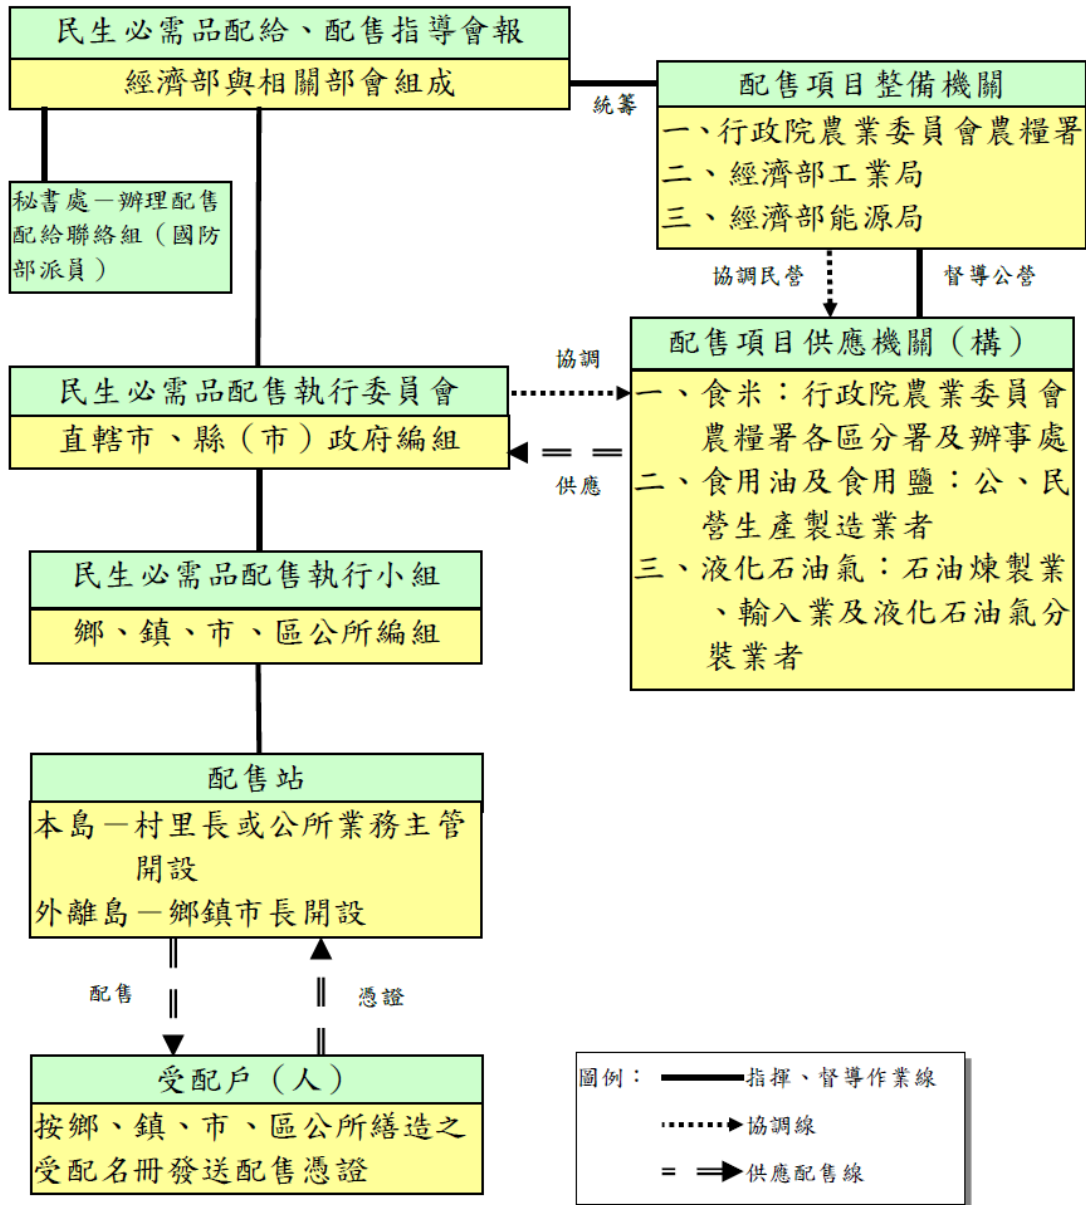 民生必需品配給、配售指導會報
經濟部與相關部會組成
統籌
配售項目整備機關
一、行政院農業委員會農糧署
二、經濟部工業局
三、經濟部能源局
秘書處－辦理配售
配給聯絡組（國防
部派員）
協調民營
督導公營
配售項目供應機關（構）
一、食米：行政院農業委員會
農糧署各區分署及辦事處
二、食用油及食用鹽：公、民
營生產製造業者
三、液化石油氣：石油煉製業
、輸入業及液化石油氣分
裝業者
協調
供應
民生必需品配售執行委員會
直轄市、縣（市）政府編組
民生必需品配售執行小組
鄉、鎮、市、區公所編組
配售站
本島－村里長或公所業務主管
開設
外離島－鄉鎮市長開設
配售
憑證
受配戶（人）
按鄉、鎮、市、區公所繕造之
受配名冊發送配售憑證
圖例：
指揮、督導作業線
協調線
供應配售線